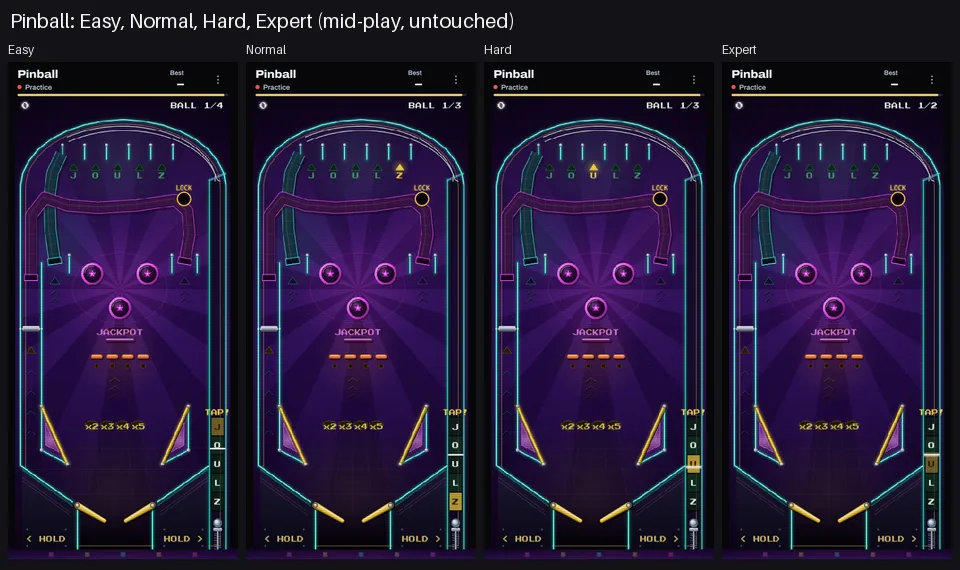 Pinball: Easy, Normal, Hard, Expert (mid-play, untouched)
Easy
Pinball
Practice
Best
BALL 1/4
J O U L Z
LOCK
JACKPOT
x2 x3 x4 x5
TAP!
J
O
U
L
Z
< HOLD
HOLD >
Normal
Pinball
Practice
Best
BALL 1/3
J O U L Z
LOCK
JACKPOT
x2 x3 x4 x5
TAP!
J
O
U
L
Z
< HOLD
HOLD >
Hard
Pinball
Practice
Best
BALL 1/3
J O U L Z
LOCK
JACKPOT
x2 x3 x4 x5
TAP!
J
O
U
L
Z
< HOLD
HOLD >
Expert
Pinball
Practice
Best
BALL 1/2
J O U L Z
LOCK
JACKPOT
x2 x3 x4 x5
TAP!
J
O
U
L
Z
< HOLD
HOLD >